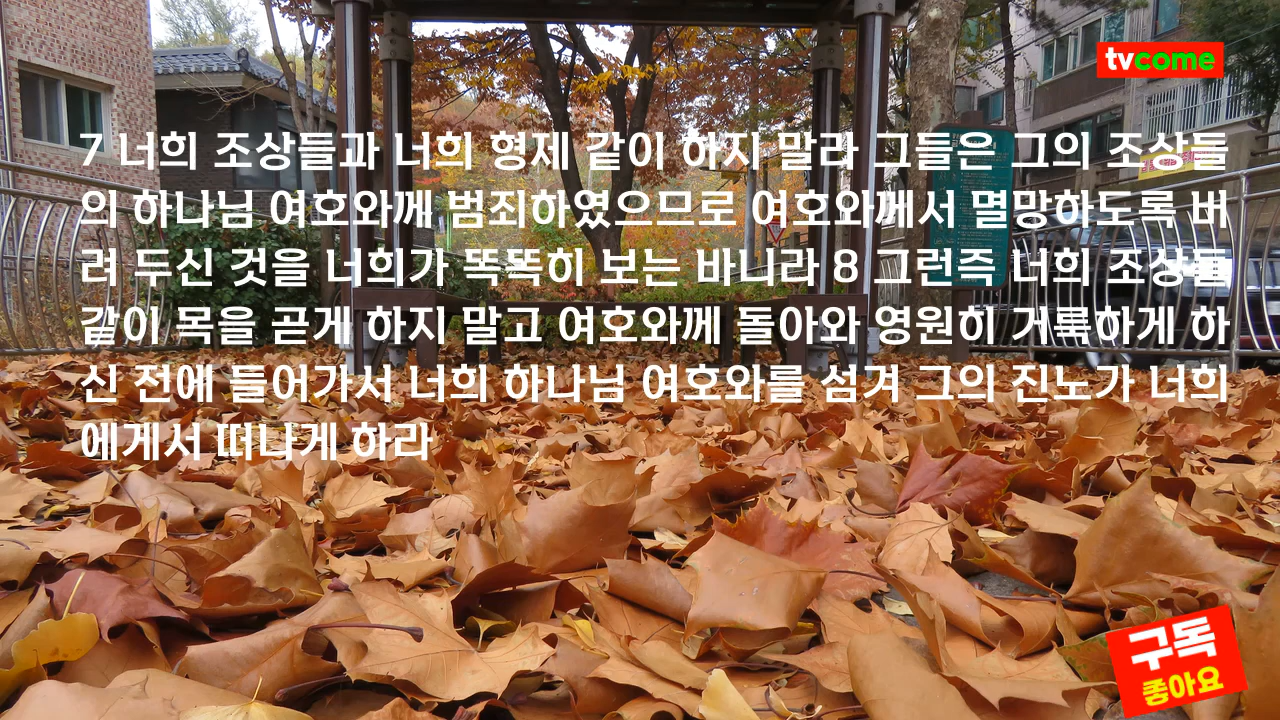 tvcome
7 너희 조상들과 너희 형제 같이 하지 말라 그들은 그의 조상들
의 하나님 여호와께 범죄하였으므로 여호와께서 멸망하도록 버
려 두신 것을 너희가 똑똑히 보는 바니라 8 그런즉 너희 조상들
같이 목을 곧게 하지 말고 여호와께 돌아와 영원히 거룩하게 하
신 전에 들어가서 너희 하나님 여호와를 섬겨 그의 진노가 너희
에게서 떠나게 하라
구독
좋아요